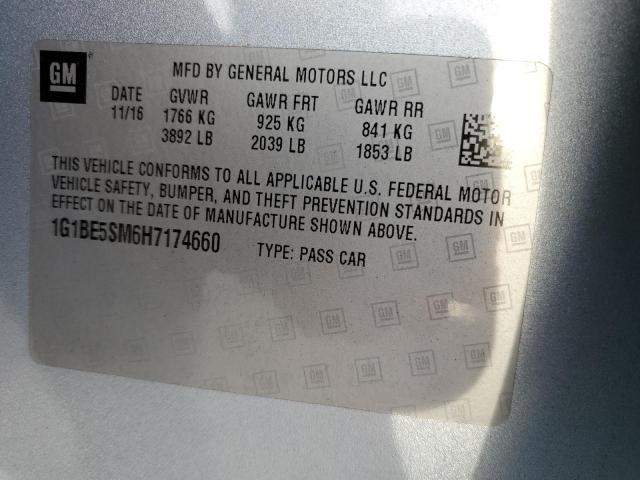 GM
MFD BY GENERAL MOTORS LLC
DATE GVWR GAWR FRT GAWR RR
11/16 1766 KG 925 KG 841 KG
3892 LB 2039 LB 1853 LB
THIS VEHICLE CONFORMS TO ALL APPLICABLE U.S. FEDERAL MOTOR
VEHICLE SAFETY, BUMPER, AND THEFT PREVENTION STANDARDS IN
EFFECT ON THE DATE OF MANUFACTURE SHOWN ABOVE.
1G1BE5SM6H7174660 TYPE: PASS CAR